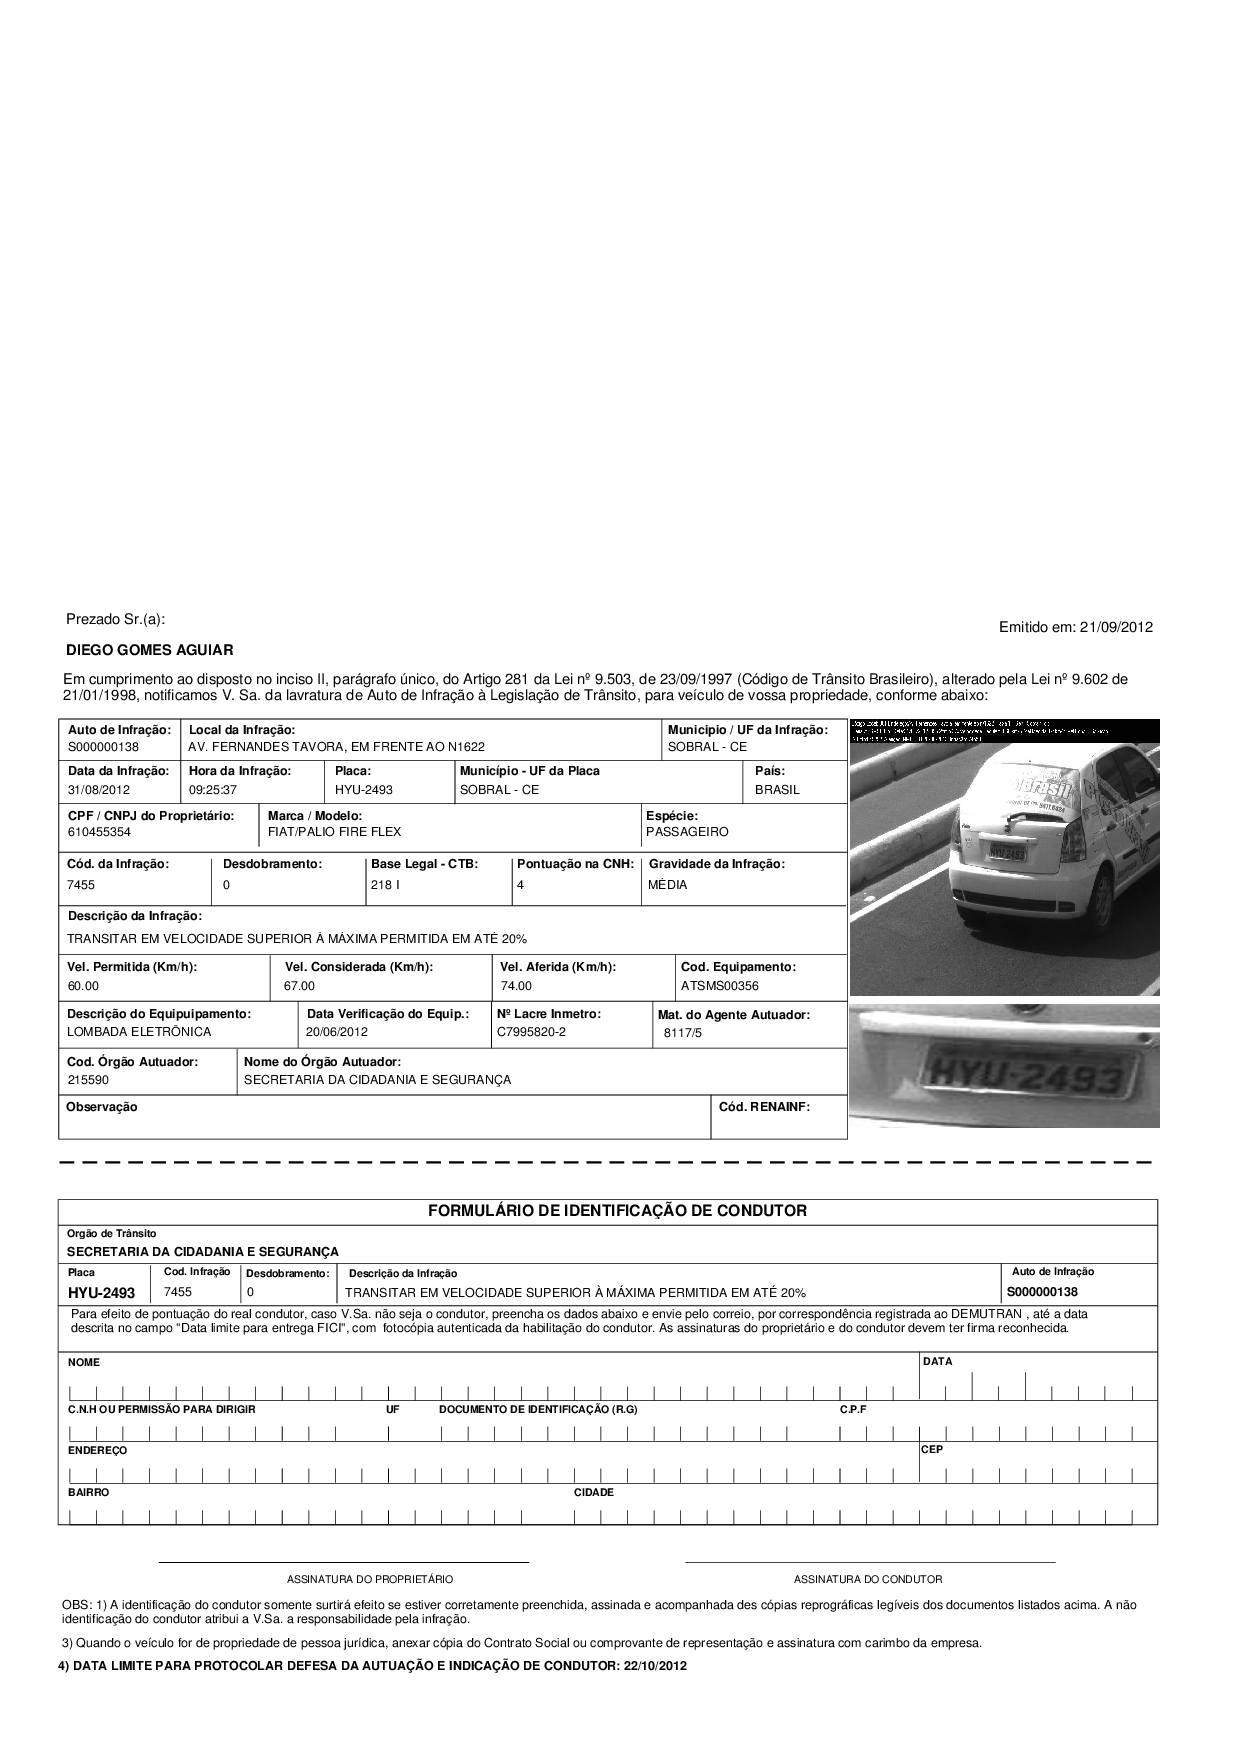 Prezado Sr.(a):
Emitido em: 21/09/2012
DIEGO GOMES AGUIAR
Em cumprimento ao disposto no inciso II, parágrafo único, do Artigo 281 da Lei nº 9.503, de 23/09/1997 (Código de Trânsito Brasileiro), alterado pela Lei nº 9.602 de
21/01/1998, notificamos V. Sa. da lavratura de Auto de Infração à Legislação de Trânsito, para veículo de vossa propriedade, conforme abaixo:
Auto de Infração: Local da Infração: Municipio / UF da Infração:
S000000138 AV. FERNANDES TAVORA, EM FRENTE AO N1622 SOBRAL - CE
Data da Infração: Hora da Infração: Placa: Município - UF da Placa País:
31/08/2012 09:25:37 HYU-2493 SOBRAL - CE BRASIL
CPF / CNPJ do Proprietário: Marca / Modelo: Espécie:
610455354 FIAT/PALIO FIRE FLEX PASSAGEIRO
Cód. da Infração: Desdobramento: Base Legal - CTB: Pontuação na CNH: Gravidade da Infração:
7455 0 218 I 4 MÉDIA
Descrição da Infração:
TRANSITAR EM VELOCIDADE SUPERIOR À MÁXIMA PERMITIDA EM ATÉ 20%
Vel. Permitida (Km/h): Vel. Considerada (Km/h): Vel. Aferida (Km/h): Cod. Equipamento:
60.00 67.00 74.00 ATSMS00356
Descrição do Equipuipamento: Data Verificação do Equip.: Nº Lacre Inmetro: Mat. do Agente Autuador:
LOMBADA ELETRÔNICA 20/06/2012 C7995820-2 8117/5
Cod. Órgão Autuador: Nome do Órgão Autuador:
215590 SECRETARIA DA CIDADANIA E SEGURANÇA
Observação Cód. RENAINF:
Brasil
HYU 2493
HYU-2493
FORMULÁRIO DE IDENTIFICAÇÃO DE CONDUTOR
Orgão de Trânsito
SECRETARIA DA CIDADANIA E SEGURANÇA
Placa Cod. Infração Desdobramento: Descrição da Infração Auto de Infração
HYU-2493 7455 0 TRANSITAR EM VELOCIDADE SUPERIOR À MÁXIMA PERMITIDA EM ATÉ 20% S000000138
Para efeito de pontuação do real condutor, caso V.Sa. não seja o condutor, preencha os dados abaixo e envie pelo correio, por correspondência registrada ao DEMUTRAN , até a data
descrita no campo "Data limite para entrega FICI", com fotocópia autenticada da habilitação do condutor. As assinaturas do proprietário e do condutor devem ter firma reconhecida.
NOME DATA
C.N.H OU PERMISSÃO PARA DIRIGIR UF DOCUMENTO DE IDENTIFICAÇÃO (R.G) C.P.F
ENDEREÇO CEP
BAIRRO CIDADE
ASSINATURA DO PROPRIETÁRIO ASSINATURA DO CONDUTOR
OBS: 1) A identificação do condutor somente surtirá efeito se estiver corretamente preenchida, assinada e acompanhada des cópias reprográficas legíveis dos documentos listados acima. A não
identificação do condutor atribui a V.Sa. a responsabilidade pela infração.
3) Quando o veículo for de propriedade de pessoa jurídica, anexar cópia do Contrato Social ou comprovante de representação e assinatura com carimbo da empresa.
4) DATA LIMITE PARA PROTOCOLAR DEFESA DA AUTUAÇÃO E INDICAÇÃO DE CONDUTOR: 22/10/2012